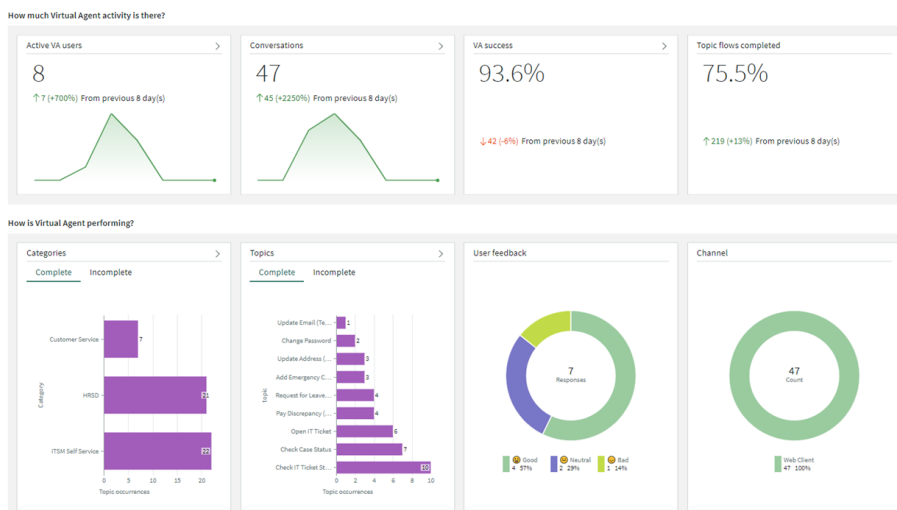 How much Virtual Agent activity is there?
Active VA users
8
↑ 7 (+700%) From previous 8 day(s)
Conversations
47
↑ 45 (+2250%) From previous 8 day(s)
VA success
93.6%
↓ 42 (-6%) From previous 8 day(s)
Topic flows completed
75.5%
↑ 219 (+13%) From previous 8 day(s)
How is Virtual Agent performing?
Categories
Complete Incomplete
Category
Customer Service 7
HRSD 21
ITSM Self Service 22
0 5 10 15 20
Topic occurrences
Topics
Complete Incomplete
topic
Update Email (Te... 1
Change Password 2
Update Address (... 3
Add Emergency C... 3
Request for Leave... 4
Pay Discrepancy (... 4
Open IT Ticket 6
Check Case Status 7
Check IT Ticket St... 10
0 2 4 6 8 10
Topic occurrences
User feedback
7
Responses
Good
4 57%
Neutral
2 29%
Bad
1 14%
Channel
47
Count
Web Client
47 100%